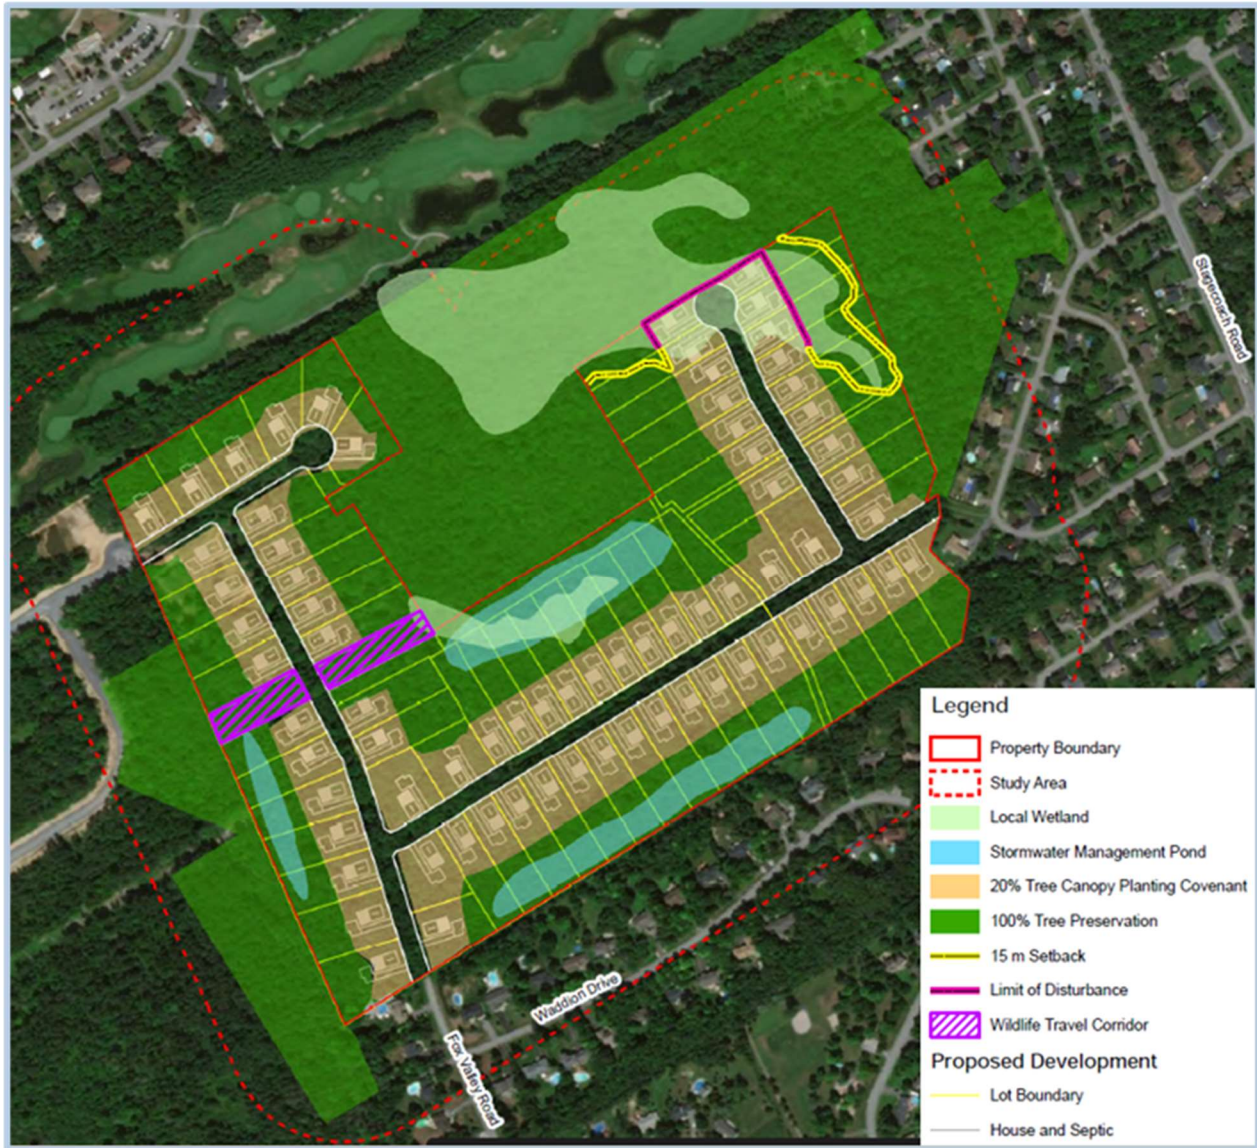 Stagecoach Road
Legend
Property Boundary
Study Area
Local Wetland
Stormwater Management Pond
20% Tree Canopy Planting Covenant
100% Tree Preservation
15 m Setback
Limit of Disturbance
Wildlife Travel Corridor
Proposed Development
Lot Boundary
House and Septic
Waddion Drive
Fox Valley Road